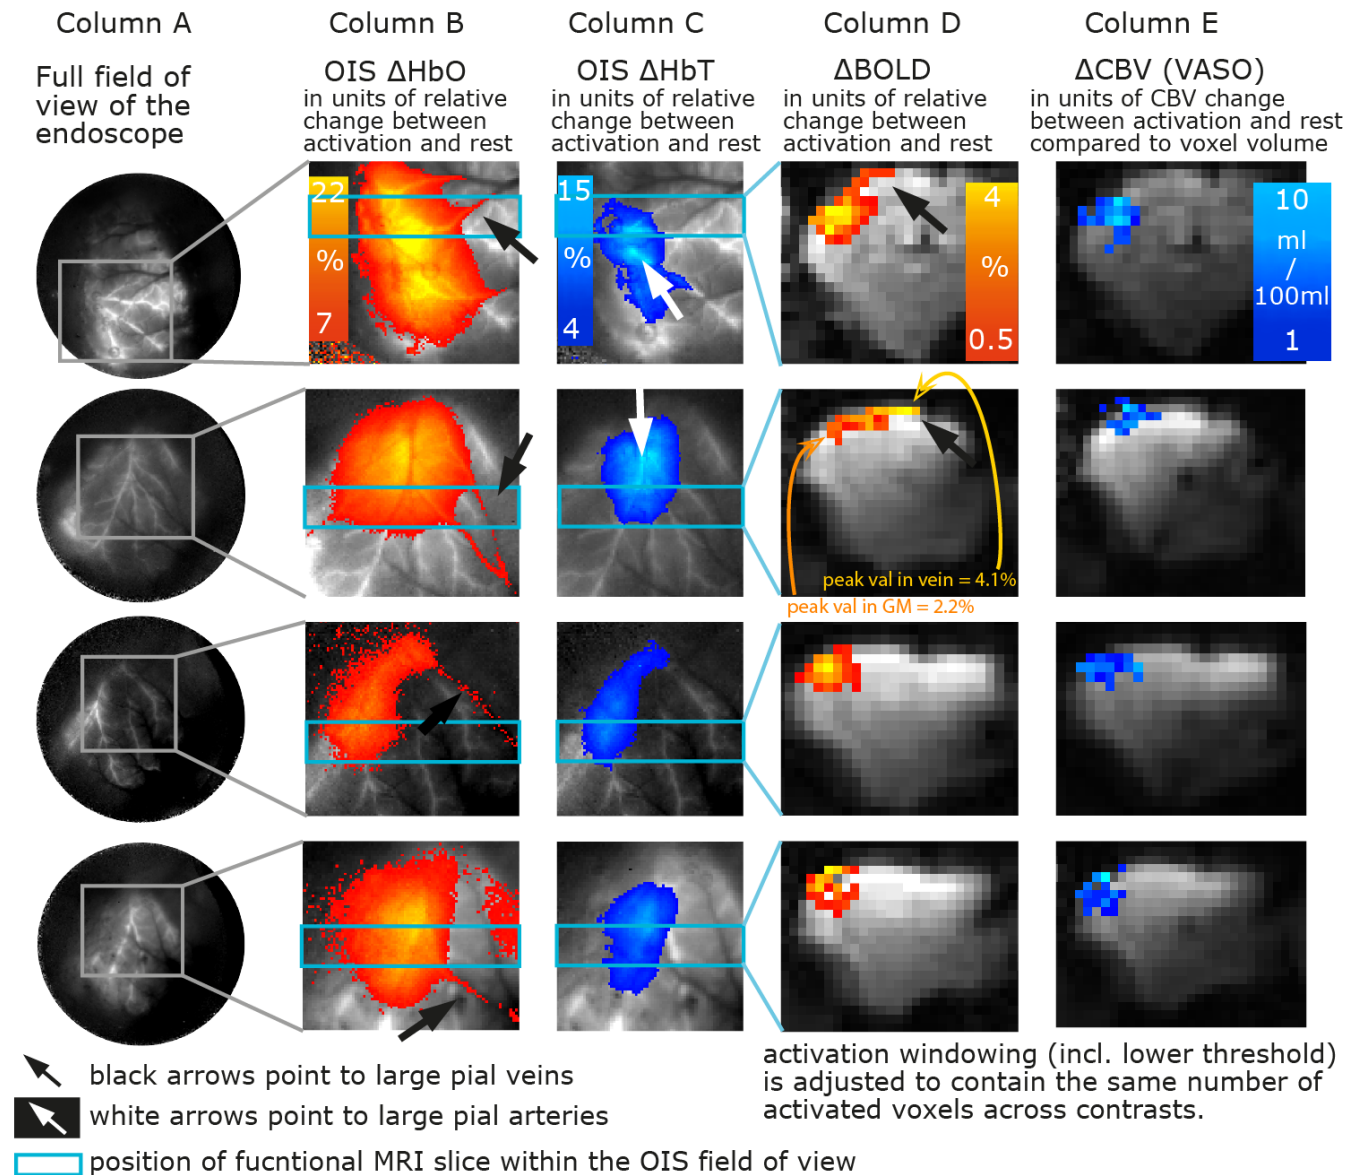 Column A
Column B
Column C
Column D
Column E
Full field of
view of the
endoscope
OIS ΔHbO
in units of relative
change between
activation and rest
OIS ΔHbT
in units of relative
change between
activation and rest
ΔBOLD
in units of relative
change between
activation and rest
ΔCBV (VASO)
in units of CBV change
between activation and rest
compared to voxel volume
22
%
7
15
%
4
4
%
0.5
10
ml
/
100ml
1
peak val in vein = 4.1%
peak val in GM = 2.2%
activation windowing (incl. lower threshold)
is adjusted to contain the same number of
activated voxels across contrasts.
black arrows point to large pial veins
white arrows point to large pial arteries
position of fucntional MRI slice within the OIS field of view